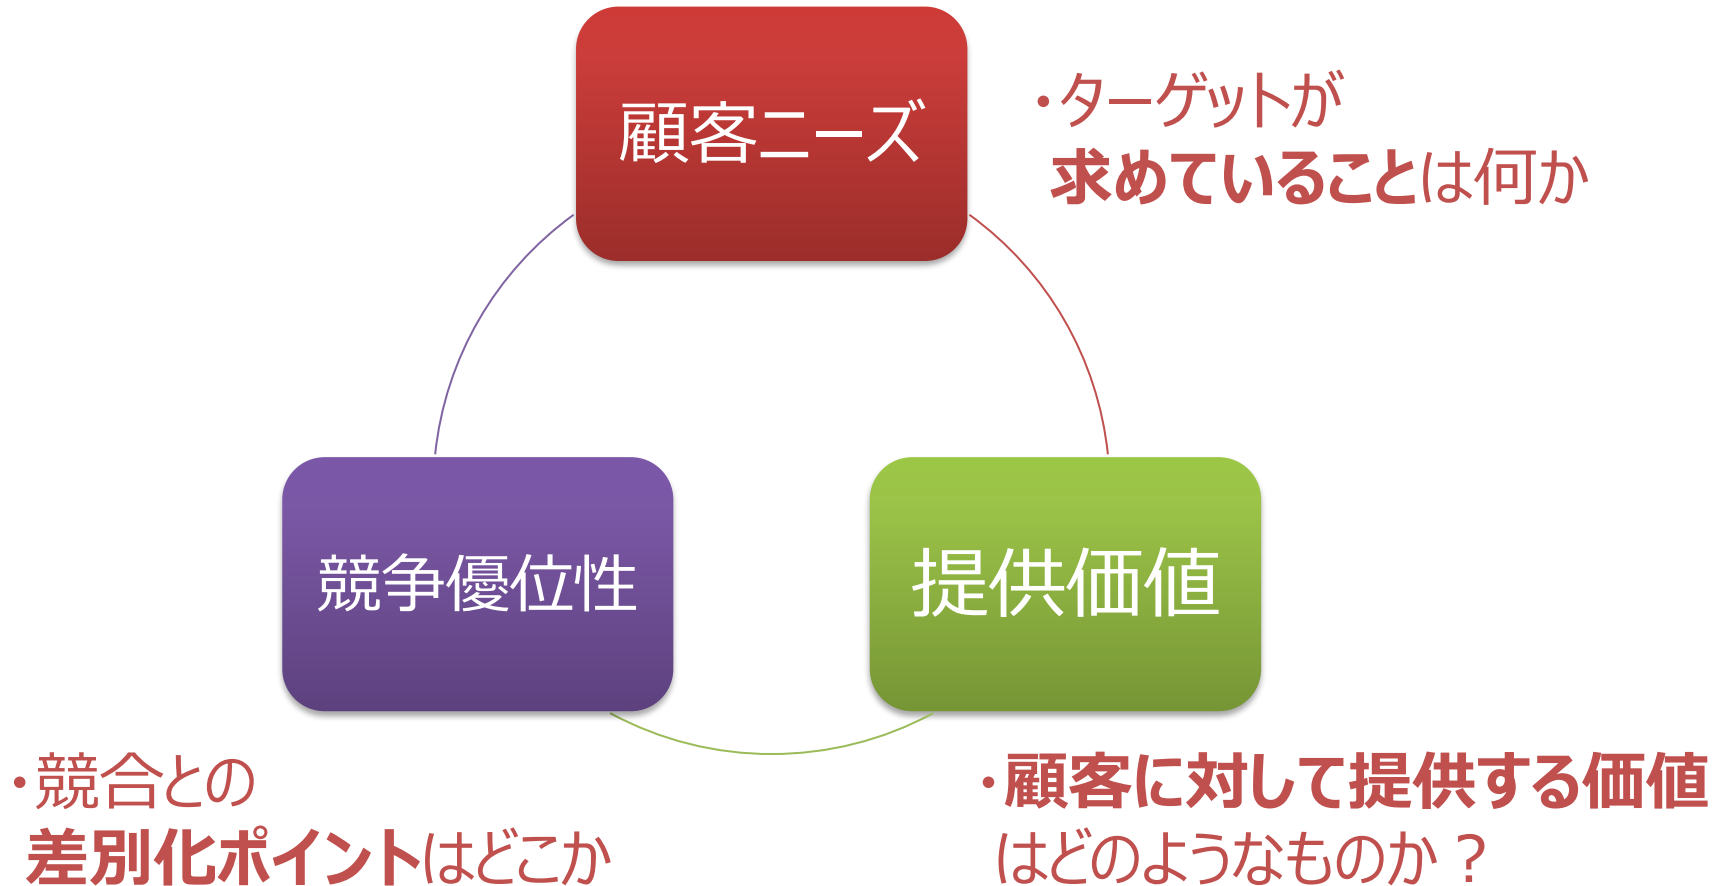 顧客ニーズ
・ターゲットが
求めていることは何か
競争優位性
提供価値
・競合との
差別化ポイントはどこか
・顧客に対して提供する価値
はどのようなものか？